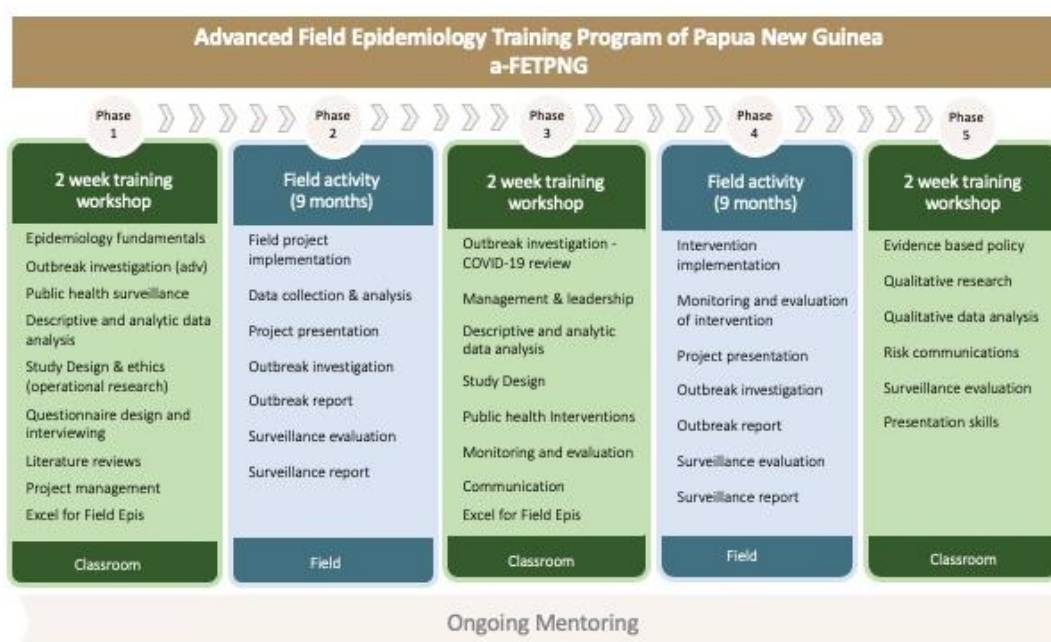 Advanced Field Epidemiology Training Program of Papua New Guinea
a-FETPNG
Phase
1
Phase
2
Phase
3
Phase
4
Phase
5
2 week training
workshop
Epidemiology fundamentals
Outbreak investigation (adv)
Public health surveillance
Descriptive and analytic data
analysis
Study Design & ethics
(operational research)
Questionnaire design and
interviewing
Literature reviews
Project management
Excel for Field Epis
Classroom
Field activity
(9 months)
Field project
implementation
Data collection & analysis
Project presentation
Outbreak investigation
Outbreak report
Surveillance evaluation
Surveillance report
Field
2 week training
workshop
Outbreak investigation -
COVID-19 review
Management & leadership
Descriptive and analytic
data analysis
Study Design
Public health Interventions
Monitoring and evaluation
Communication
Excel for Field Epis
Classroom
Field activity
(9 months)
Intervention
implementation
Monitoring and evaluation
of intervention
Project presentation
Outbreak investigation
Outbreak report
Surveillance evaluation
Surveillance report
Field
2 week training
workshop
Evidence based policy
Qualitative research
Qualitative data analysis
Risk communications
Surveillance evaluation
Presentation skills
Classroom
Ongoing Mentoring